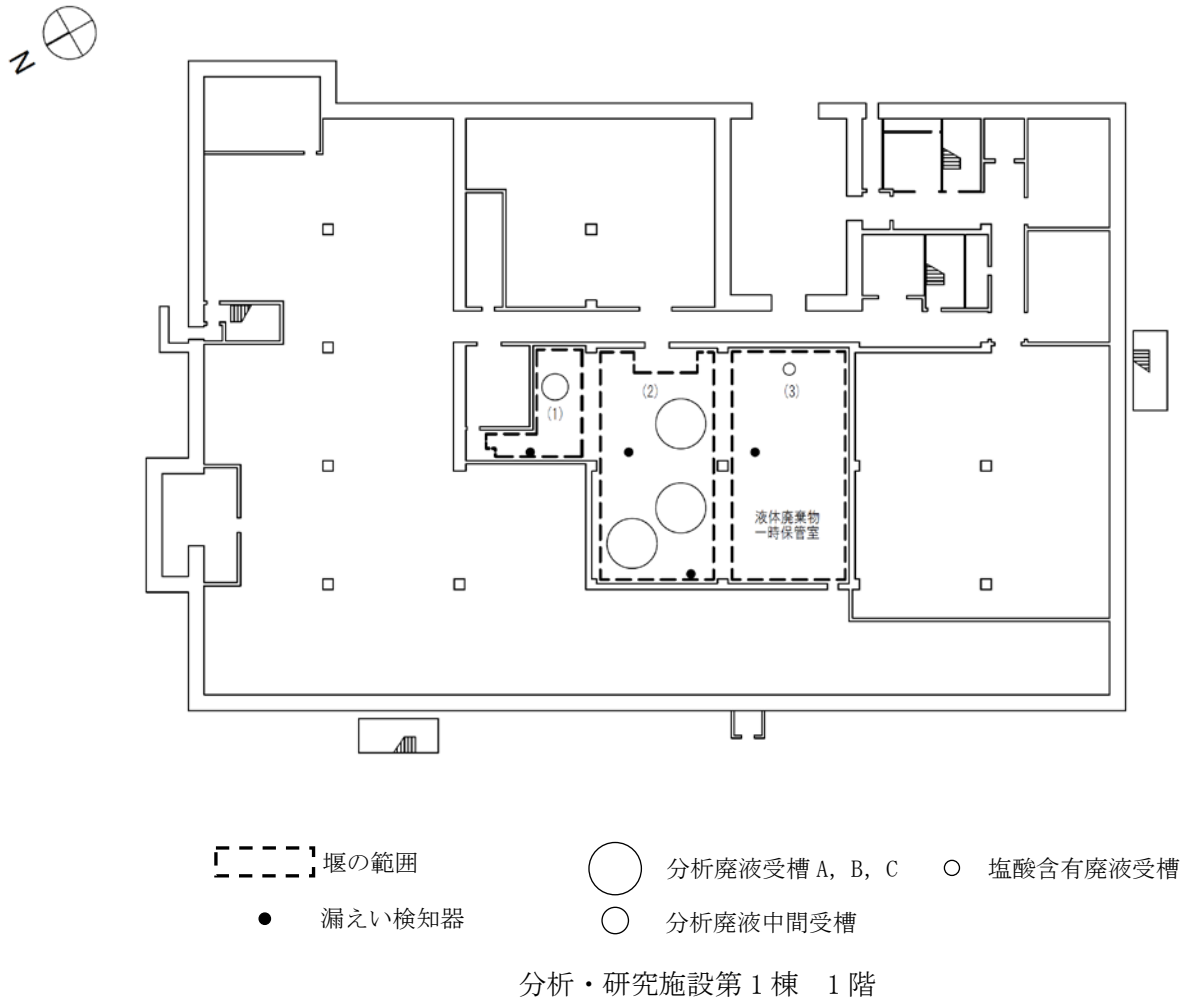 N
(1)
(2)
(3)
液体廃棄物
一時保管室
堰の範囲
分析廃液受槽 A, B, C
塩酸含有廃液受槽
漏えい検知器
分析廃液中間受槽
分析・研究施設第1棟　1階